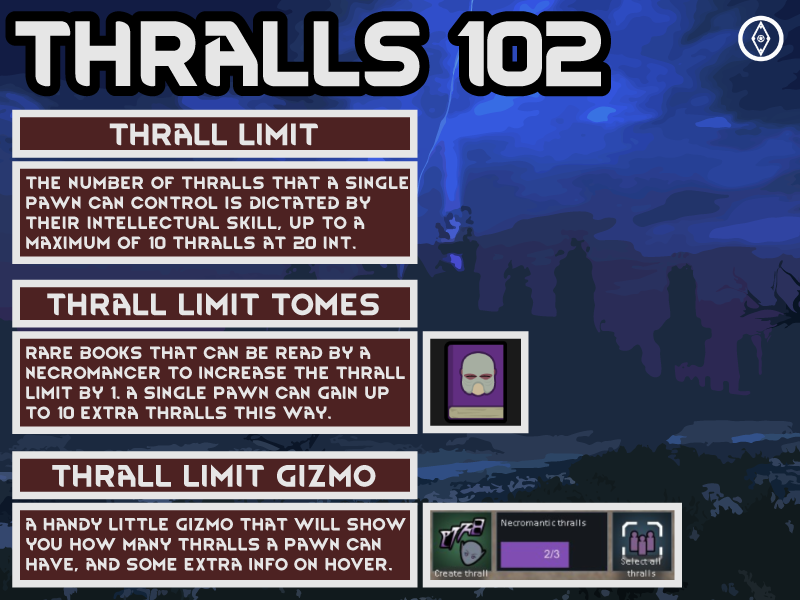 THRALLS 102
THRALL LIMIT
THE NUMBER OF THRALLS THAT A SINGLE
PAWN CAN CONTROL IS DICTATED BY
THEIR INTELLECTUAL SKILL, UP TO A
MAXIMUM OF 10 THRALLS AT 20 INT.
THRALL LIMIT TOMES
RARE BOOKS THAT CAN BE READ BY A
NECROMANCER TO INCREASE THE THRALL
LIMIT BY 1. A SINGLE PAWN CAN GAIN UP
TO 10 EXTRA THRALLS THIS WAY.
THRALL LIMIT GIZMO
A HANDY LITTLE GIZMO THAT WILL SHOW
YOU HOW MANY THRALLS A PAWN CAN
HAVE, AND SOME EXTRA INFO ON HOVER.
Create thrall
Necromantic thralls
2/3
Select all
thralls